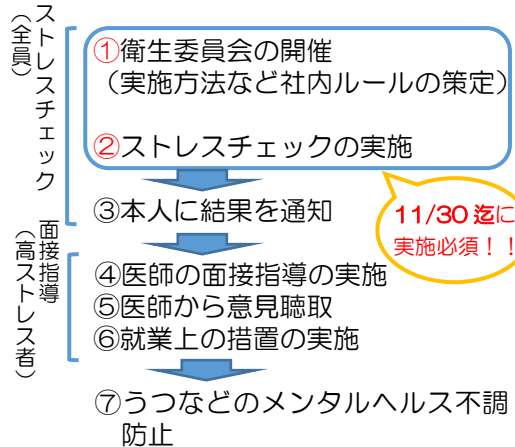 ストレスチェック
（全員）
①衛生委員会の開催
（実施方法など社内ルールの策定）
②ストレスチェックの実施
11/30 迄に
実施必須！！
③本人に結果を通知
面接指導
（高ストレス者）
④医師の面接指導の実施
⑤医師から意見聴取
⑥就業上の措置の実施
⑦うつなどのメンタルヘルス不調
防止